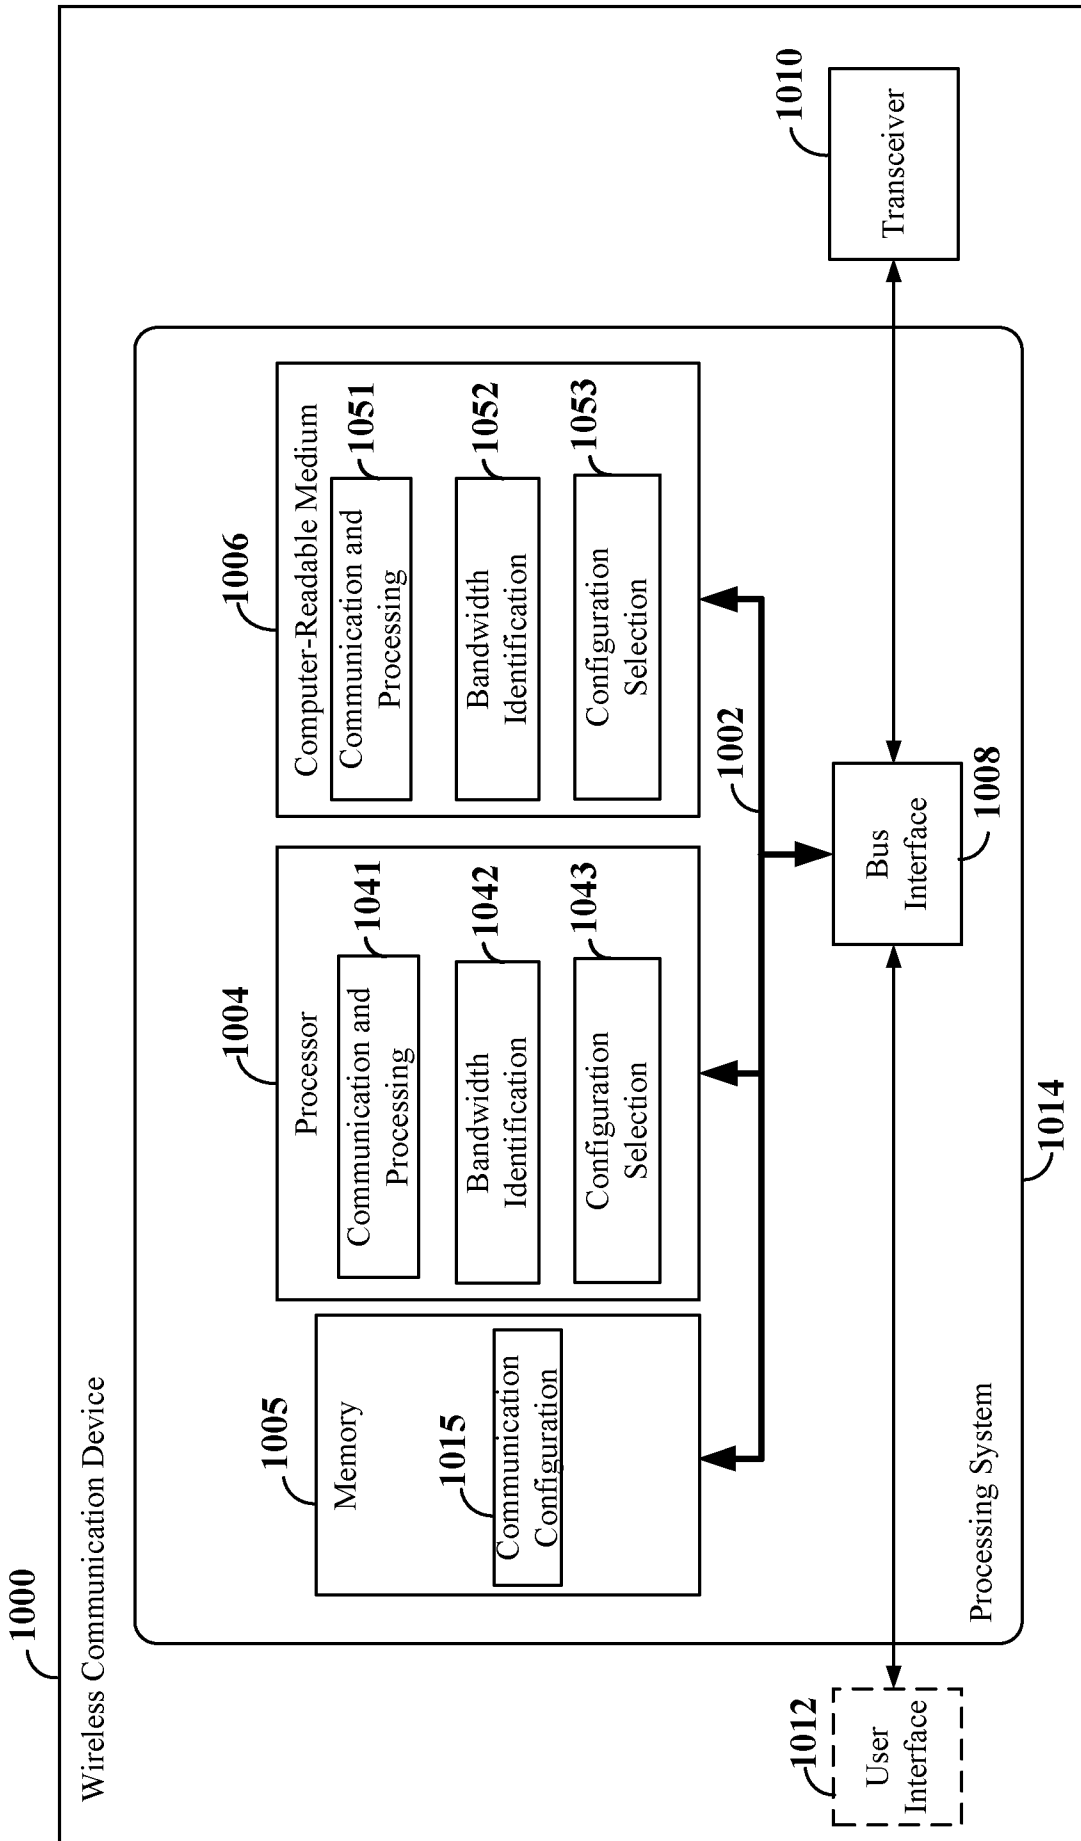 1000
Wireless Communication Device
1005
Memory
1015
Communication
Configuration
1004
Processor
1041
Communication and
Processing
1042
Bandwidth
Identification
1043
Configuration
Selection
1006
Computer-Readable Medium
1051
Communication and
Processing
1052
Bandwidth
Identification
1053
Configuration
Selection
1002
1012
User
Interface
Bus
Interface
1008
1010
Transceiver
Processing System
1014